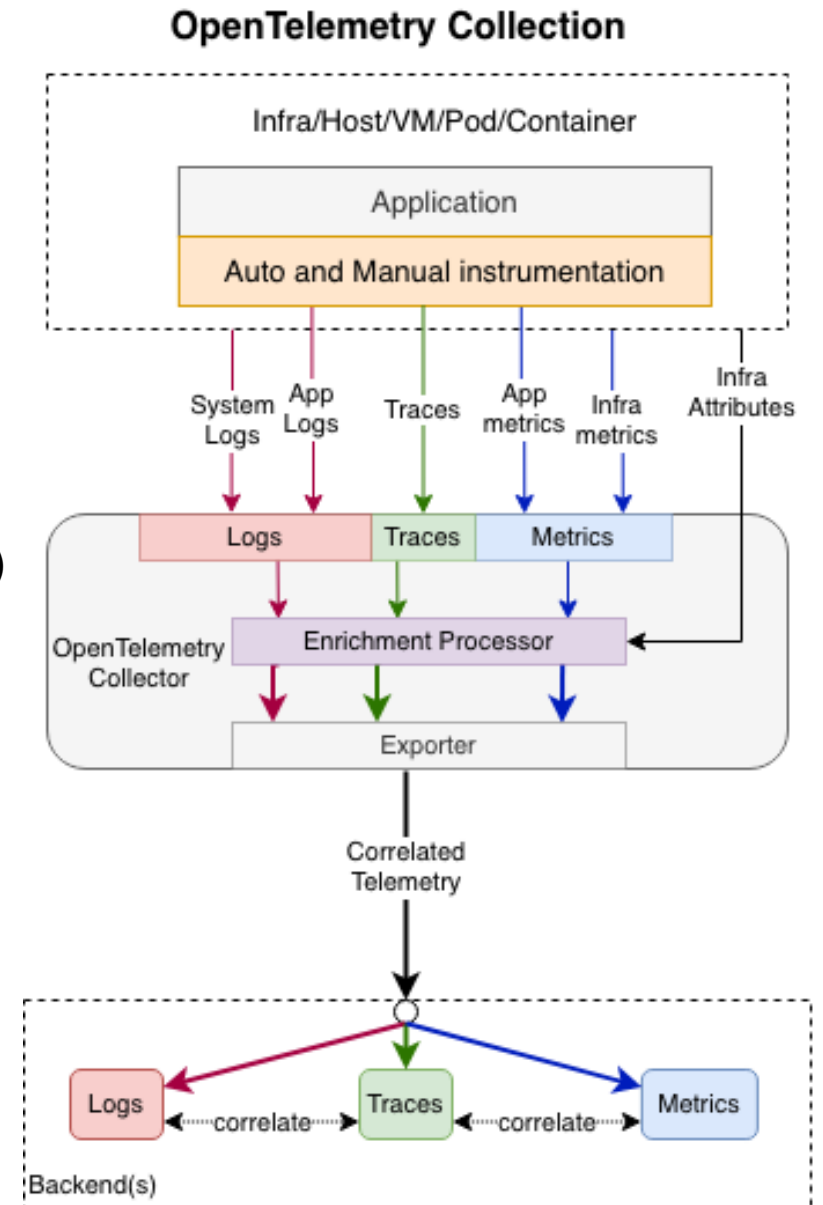 OpenTelemetry Collection
Infra/Host/VM/Pod/Container
Application
Auto and Manual instrumentation
System
Logs
App
Logs
Traces
App
metrics
Infra
metrics
Infra
Attributes
)
Logs
Traces
Metrics
OpenTelemetry
Collector
Enrichment Processor
Exporter
Correlated
Telemetry
Logs
correlate
Traces
correlate
Metrics
Backend(s)